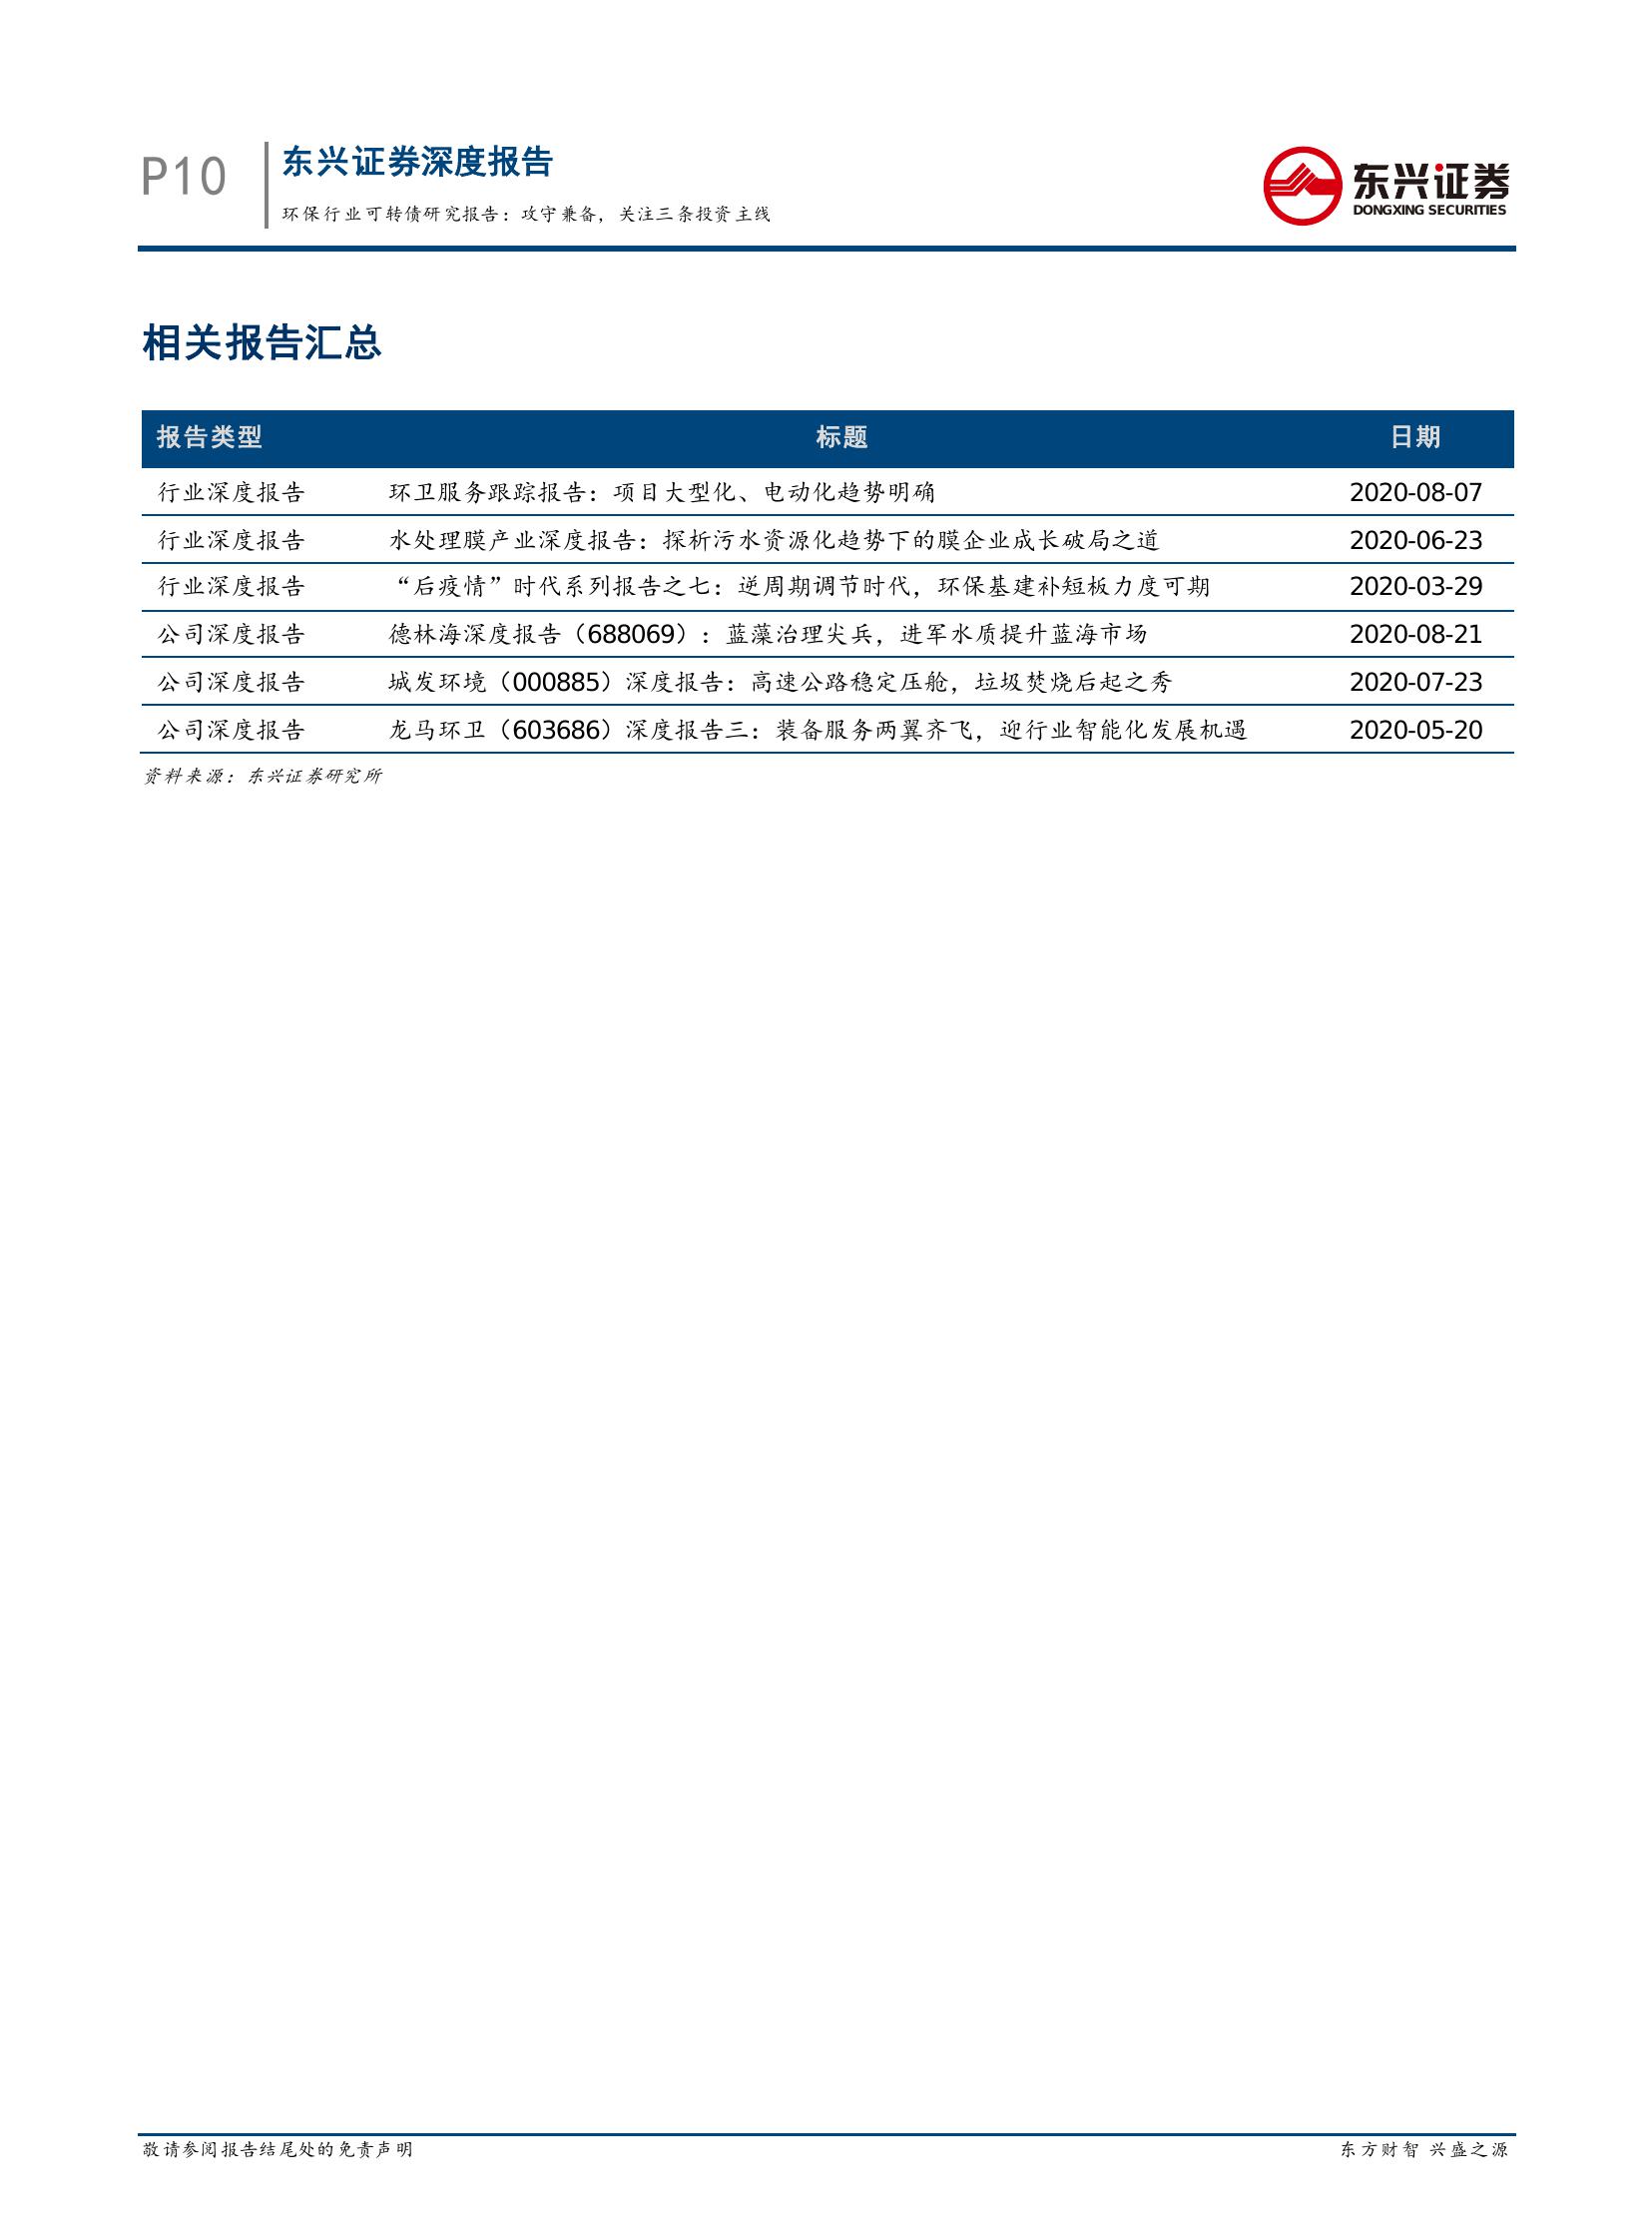 P10
东兴证券深度报告
环保行业可转债研究报告：攻守兼备，关注三条投资主线
东兴证券
DONGXING SECURITIES
相关报告汇总
报告类型 标题 日期
行业深度报告 环卫服务跟踪报告：项目大型化、电动化趋势明确 2020-08-07
行业深度报告 水处理膜产业深度报告：探析污水资源化趋势下的膜企业成长破局之道 2020-06-23
行业深度报告 “后疫情”时代系列报告之七：逆周期调节时代，环保基建补短板力度可期 2020-03-29
公司深度报告 德林海深度报告（688069）：蓝藻治理尖兵，进军水质提升蓝海市场 2020-08-21
公司深度报告 城发环境（000885）深度报告：高速公路稳定压舱，垃圾焚烧后起之秀 2020-07-23
公司深度报告 龙马环卫（603686）深度报告三：装备服务两翼齐飞，迎行业智能化发展机遇 2020-05-20
资料来源：东兴证券研究所
敬请参阅报告结尾处的免责声明 东方财智 兴盛之源